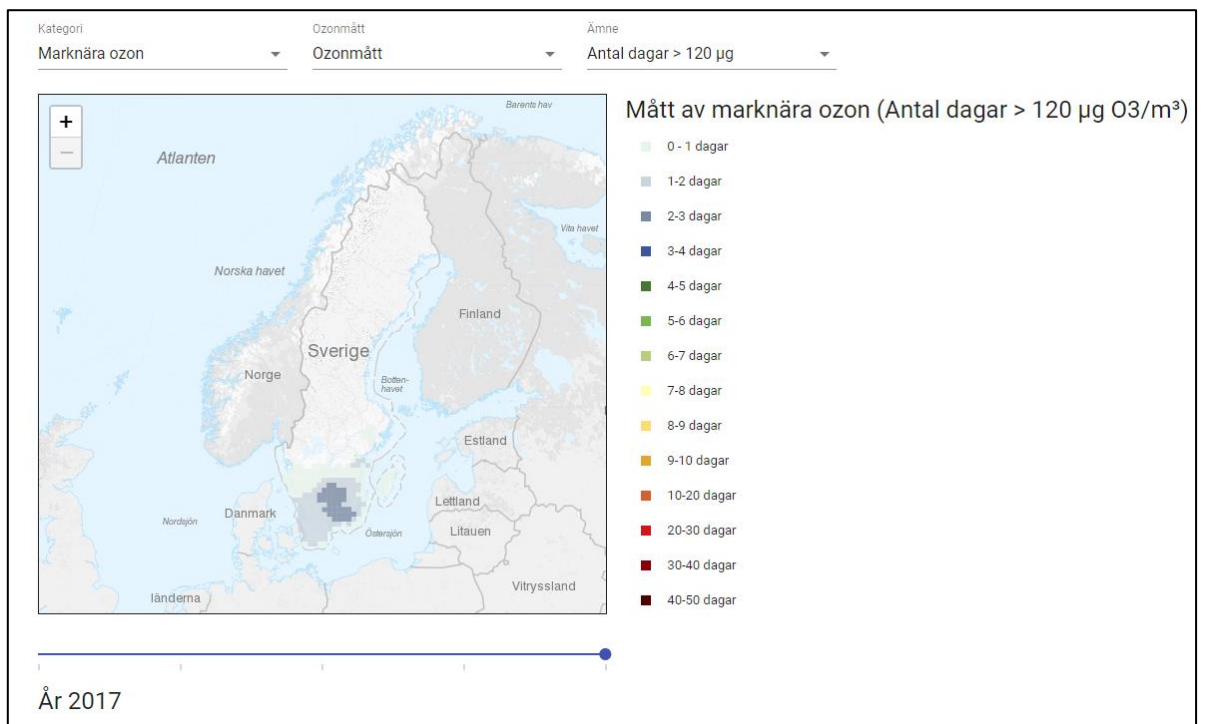 Kategori
Marknära ozon
Ozonmått
Ozonmått
Ämne
Antal dagar > 120 µg
+
−
Barents hav
Atlanten
Vita havet
Norska havet
Finland
Sverige
Norge
Botten-
havet
Estland
Lettland
Danmark
Nordsjön
Östersjön
Litauen
Vitryssland
länderna
Mått av marknära ozon (Antal dagar > 120 µg O3/m³)
0 - 1 dagar
1-2 dagar
2-3 dagar
3-4 dagar
4-5 dagar
5-6 dagar
6-7 dagar
7-8 dagar
8-9 dagar
9-10 dagar
10-20 dagar
20-30 dagar
30-40 dagar
40-50 dagar
År 2017